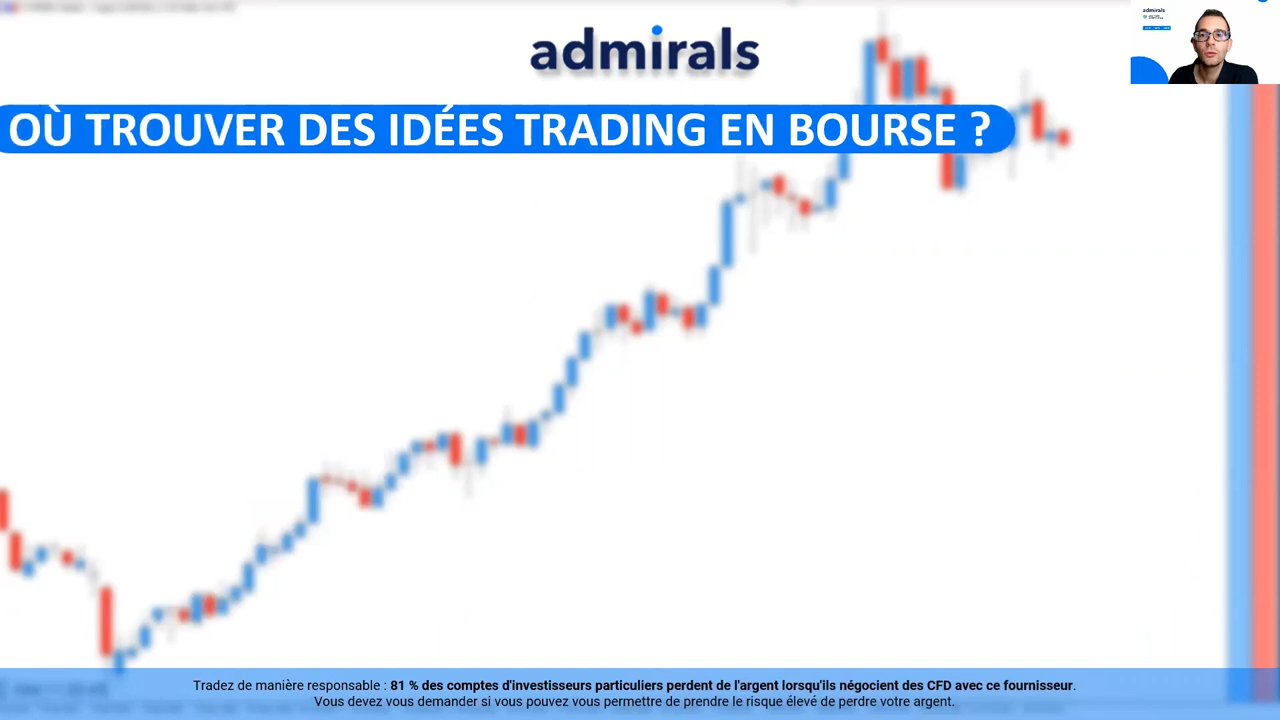 admirals
OÙ TROUVER DES IDÉES TRADING EN BOURSE ?
admirals
Tradez de manière responsable : 81 % des comptes d'investisseurs particuliers perdent de l'argent lorsqu'ils négocient des CFD avec ce fournisseur.
Vous devez vous demander si vous pouvez vous permettre de prendre le risque élevé de perdre votre argent.